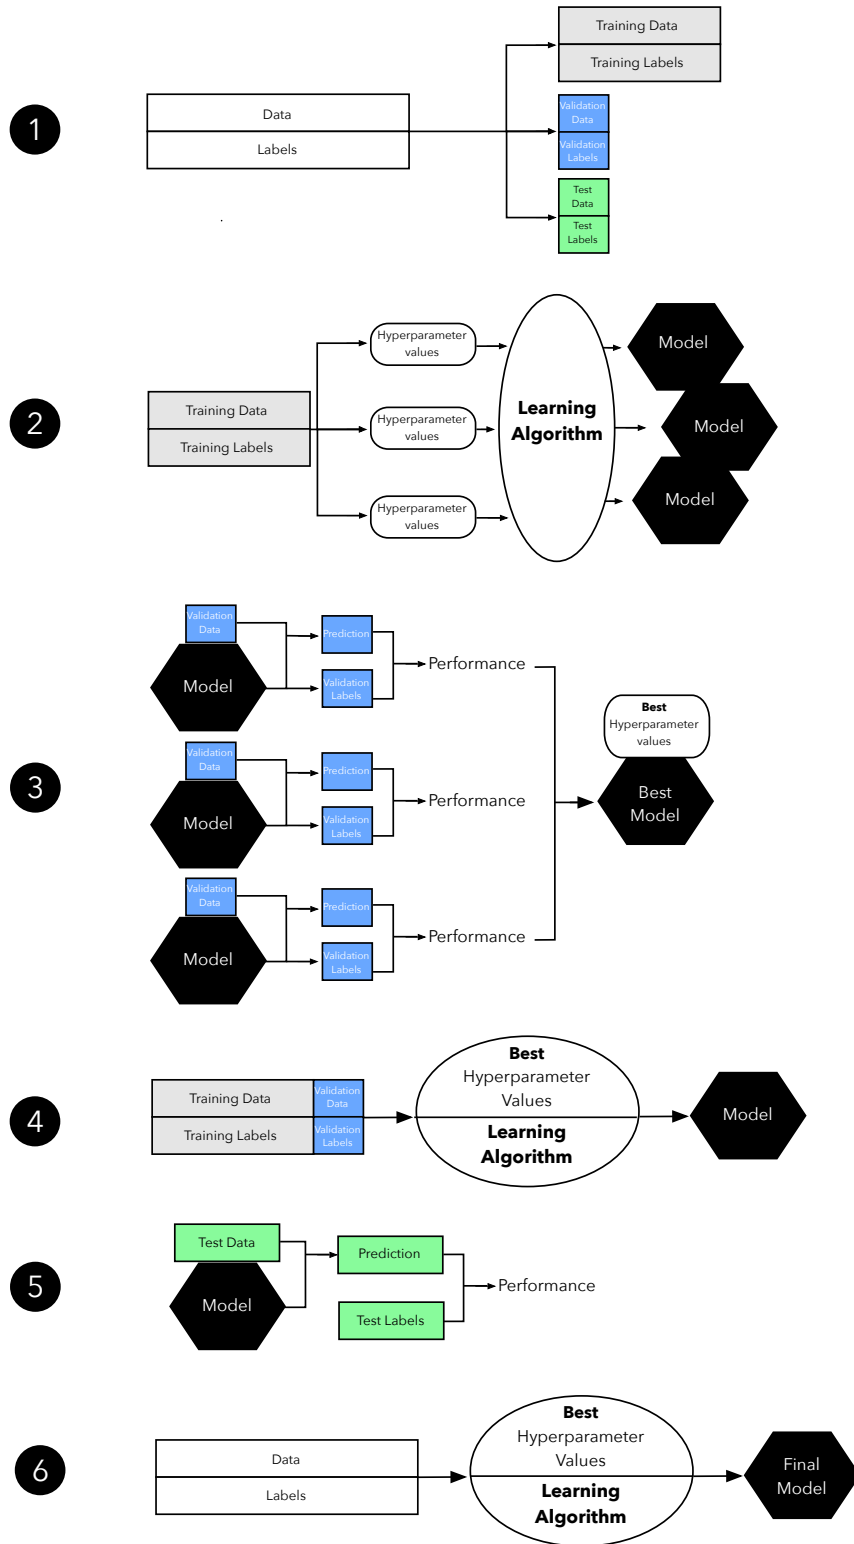 1
Training Data
Training Labels
Data
Labels
Validation
Data
Validation
Labels
Test
Data
Test
Labels
2
Training Data
Training Labels
Hyperparameter
values
Hyperparameter
values
Hyperparameter
values
Learning
Algorithm
Model
Model
Model
3
Validation
Data
Model
Prediction
Validation
Labels
Performance
Validation
Data
Model
Prediction
Validation
Labels
Performance
Validation
Data
Model
Prediction
Validation
Labels
Performance
Best
Hyperparameter
values
Best
Model
4
Training Data
Training Labels
Validation
Data
Validation
Labels
Best
Hyperparameter
Values
Learning
Algorithm
Model
5
Test Data
Model
Prediction
Test Labels
Performance
6
Data
Labels
Best
Hyperparameter
Values
Learning
Algorithm
Final
Model